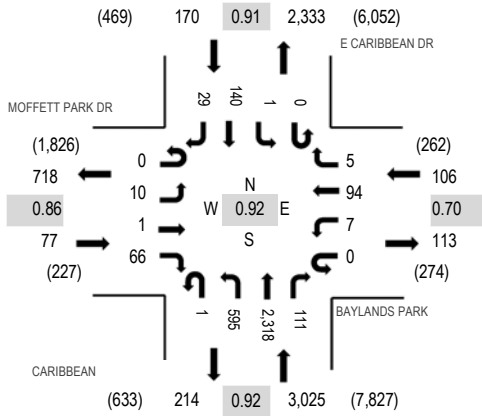 (469) 170 0.91 2,333 (6,052)
E CARIBBEAN DR
29 140 1 0
MOFFETT PARK DR
(1,826) 0 5 (262)
718 10 N 94 106
0.86 W 0.92 E 0.70
77 1 S 7 113
(227) 66 0 (274)
1 595 2,318 111
BAYLANDS PARK
CARIBBEAN
(633) 214 0.92 3,025 (7,827)